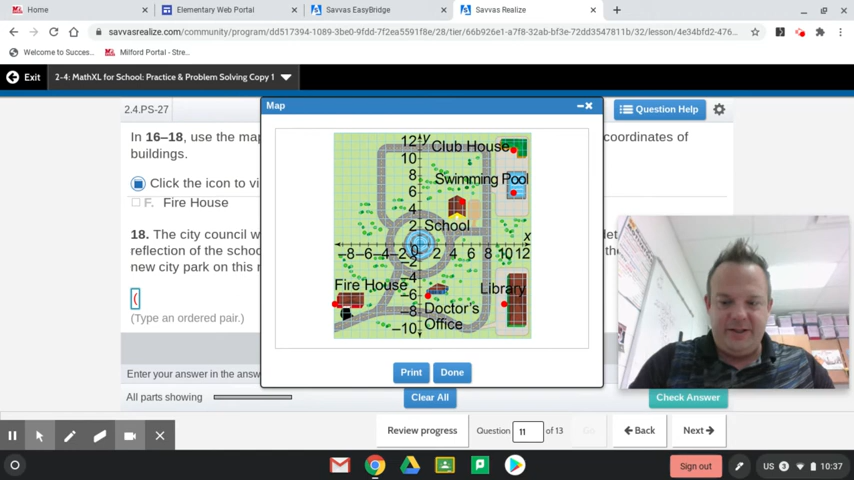 Home
Elementary Web Portal
Savvas EasyBridge
Savvas Realize
savvasrealize.com/community/program/dd517394-1089-3be0-9fdd-7f2ea5591f8e/28/tier/66b926e1-a7f8-32ab-bf3e-72dd3547811b/32/lesson/4e34bfd2-476...
Welcome to Succes...
Milford Portal - Stre...
Exit
2-4: MathXL for School: Practice & Problem Solving Copy 1
2.4.PS-27
Map
Question Help
In 16–18, use the ma
coordinates of
buildings.
Click the icon to vi
F. Fire House
18. The city council w
let
reflection of the schoo
the
new city park on this r
(
(Type an ordered pair.)
12
y
Club House
10
8
Swimming Pool
6
4
2
School
x
−8 −6 −4 −2 0 2 4 6 8 10 12
−2
−4
Fire House
−6
Library
−8
Doctor's
Office
−10
Print
Done
Enter your answer in the answ
All parts showing
Clear All
Check Answer
Review progress
Question
11
of 13
Go
Back
Next
Sign out
US
3
10:37